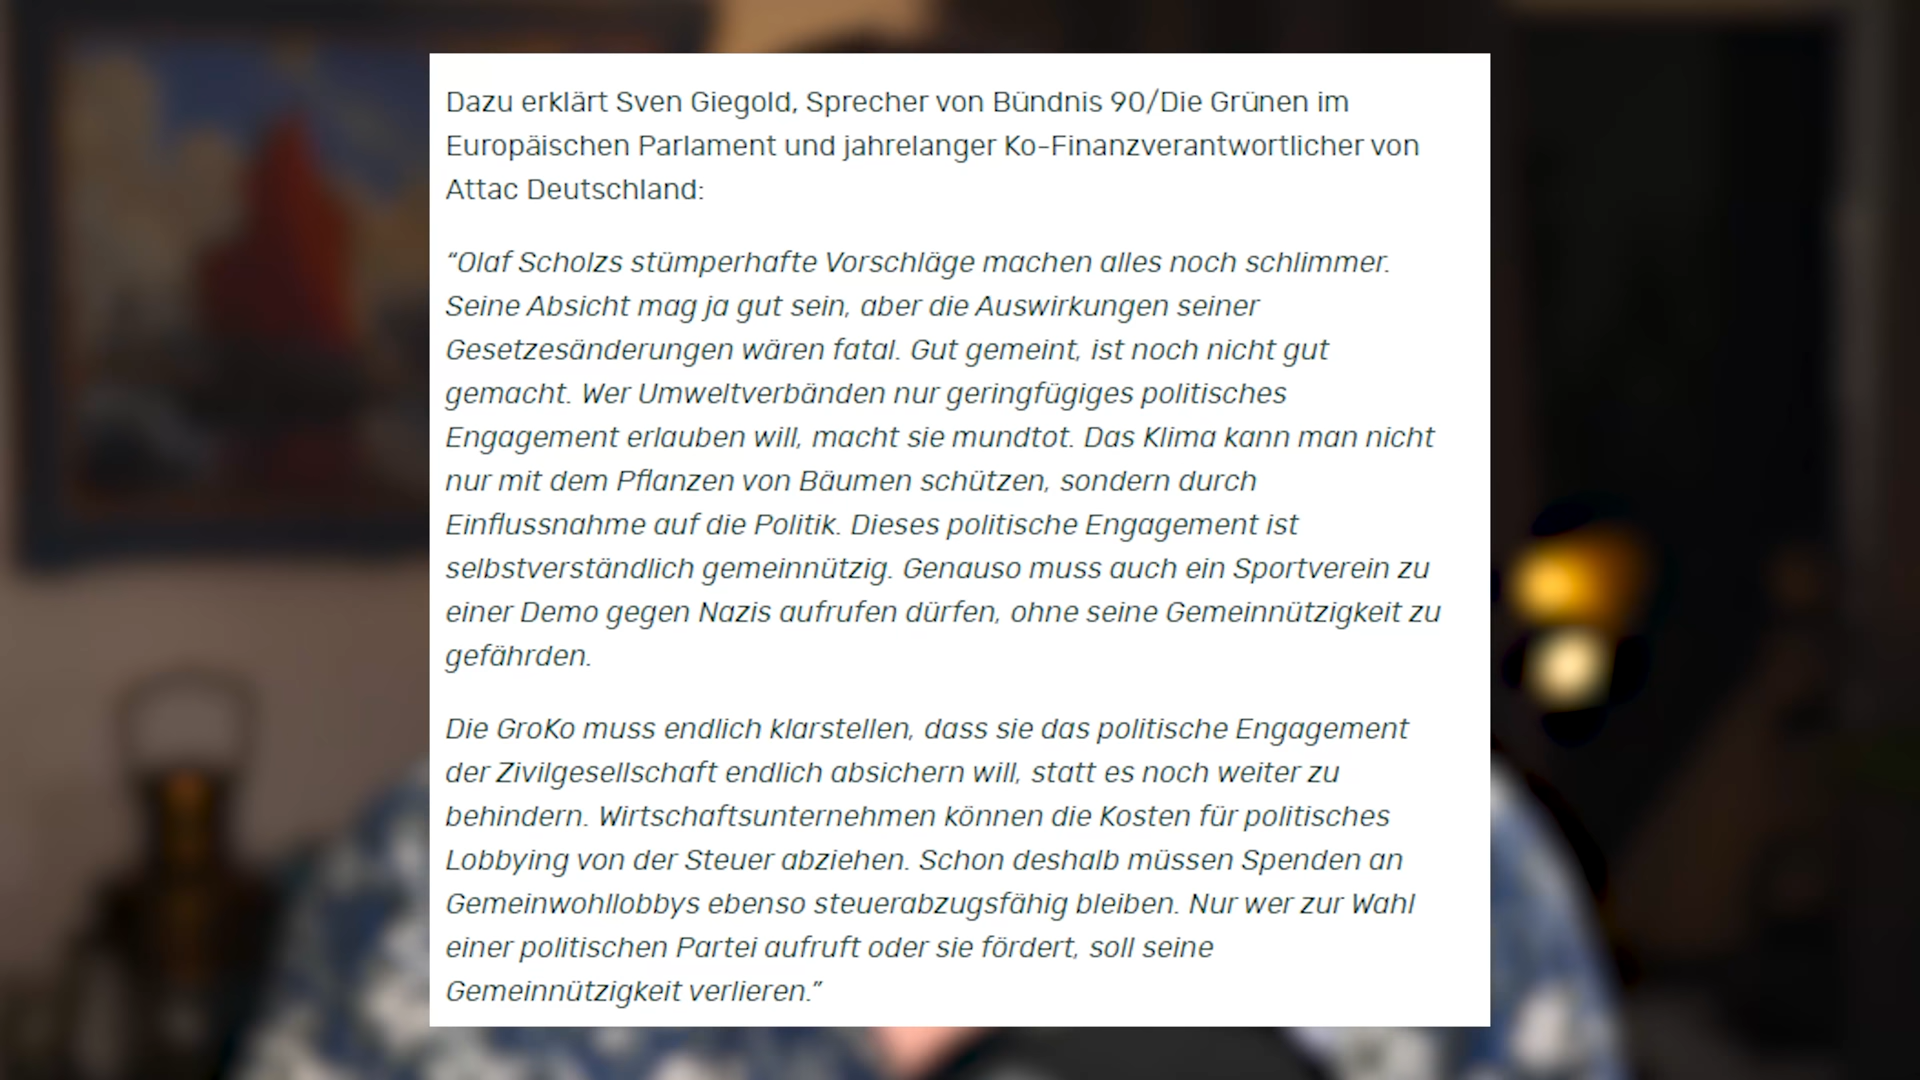 Dazu erklärt Sven Giegold, Sprecher von Bündnis 90/Die Grünen im
Europäischen Parlament und jahrelanger Ko-Finanzverantwortlicher von
Attac Deutschland:
“Olaf Scholzs stümperhafte Vorschläge machen alles noch schlimmer.
Seine Absicht mag ja gut sein, aber die Auswirkungen seiner
Gesetzesänderungen wären fatal. Gut gemeint, ist noch nicht gut
gemacht. Wer Umweltverbänden nur geringfügiges politisches
Engagement erlauben will, macht sie mundtot. Das Klima kann man nicht
nur mit dem Pflanzen von Bäumen schützen, sondern durch
Einflussnahme auf die Politik. Dieses politische Engagement ist
selbstverständlich gemeinnützig. Genauso muss auch ein Sportverein zu
einer Demo gegen Nazis aufrufen dürfen, ohne seine Gemeinnützigkeit zu
gefährden.
Die GroKo muss endlich klarstellen, dass sie das politische Engagement
der Zivilgesellschaft endlich absichern will, statt es noch weiter zu
behindern. Wirtschaftsunternehmen können die Kosten für politisches
Lobbying von der Steuer abziehen. Schon deshalb müssen Spenden an
Gemeinwohllobbys ebenso steuerabzugsfähig bleiben. Nur wer zur Wahl
einer politischen Partei aufruft oder sie fördert, soll seine
Gemeinnützigkeit verlieren.”